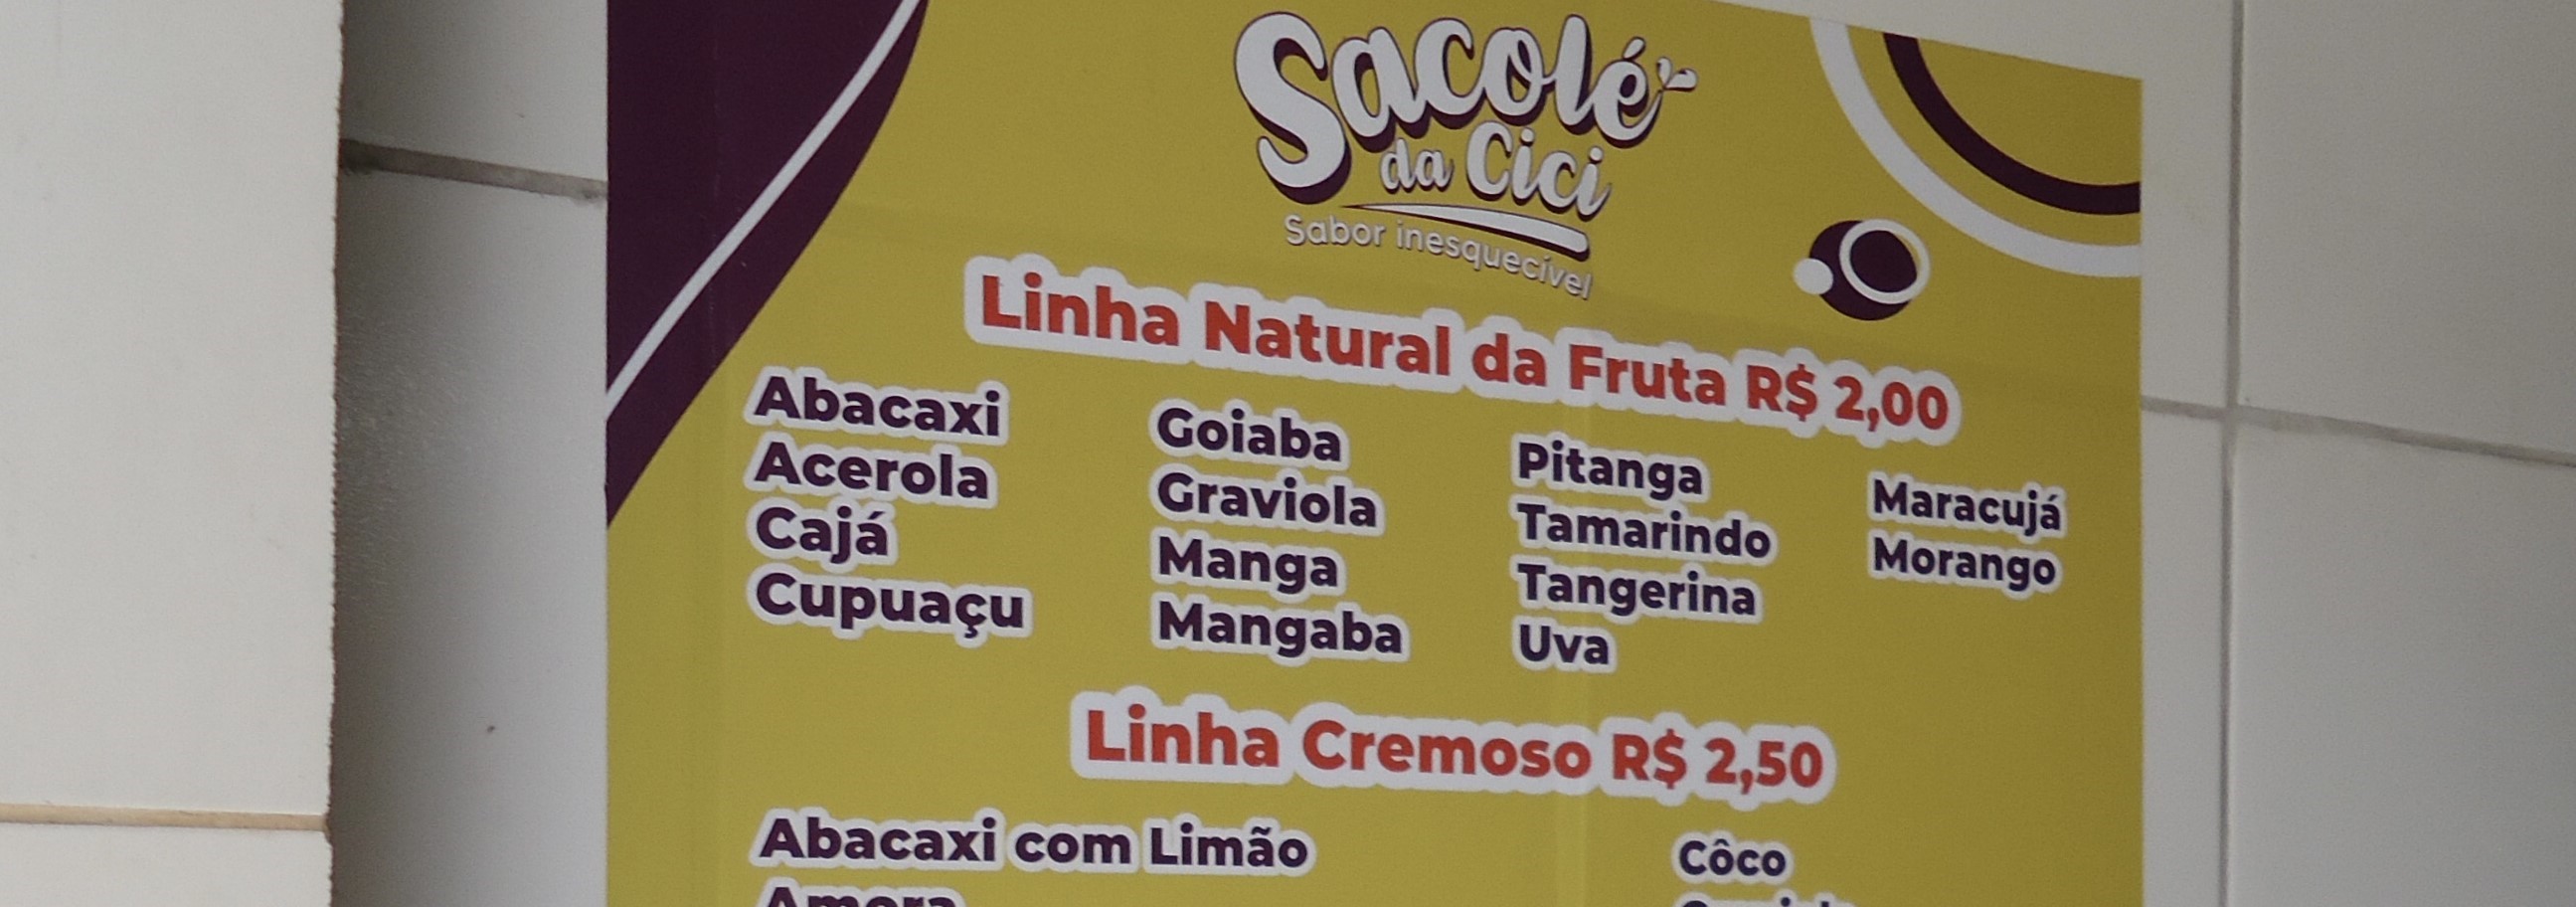 Sacolé
da Cici
Sabor inesquecível
Linha Natural da Fruta R$ 2,00
Abacaxi
Acerola
Cajá
Cupuaçu
Goiaba
Graviola
Manga
Mangaba
Pitanga
Tamarindo
Tangerina
Uva
Maracujá
Morango
Linha Cremoso R$ 2,50
Abacaxi com Limão
Amora
Côco